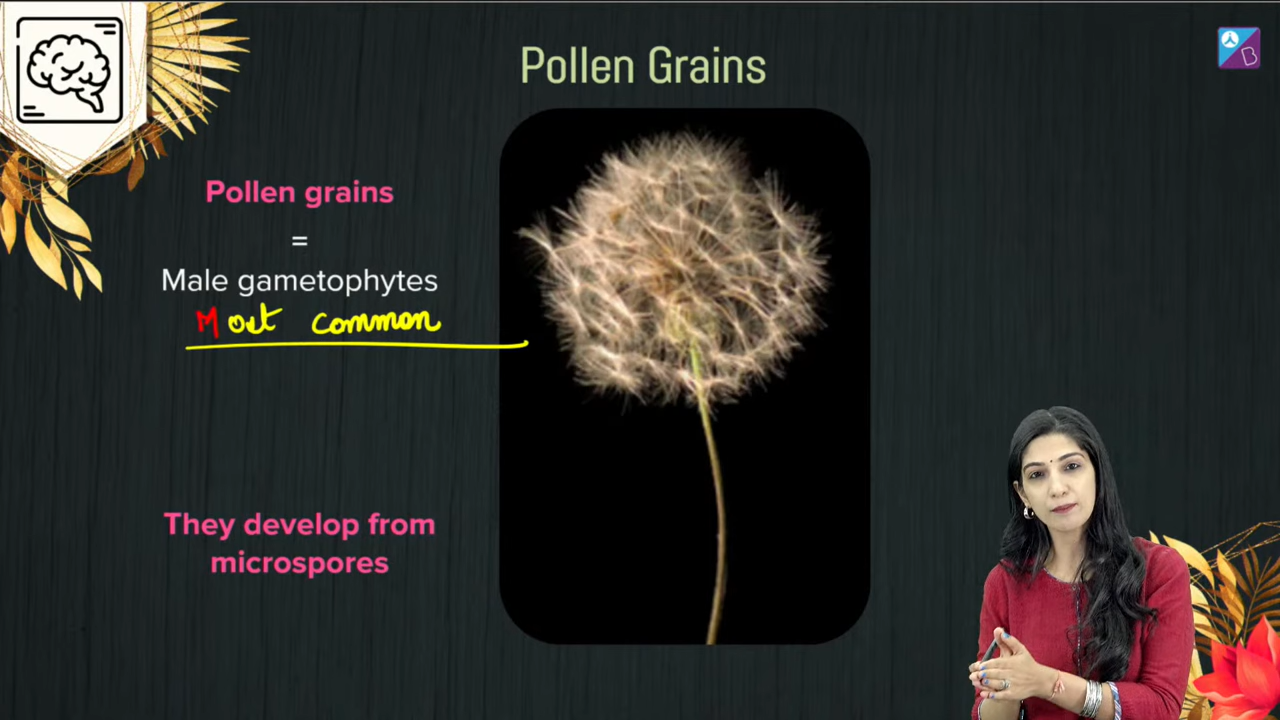 Pollen Grains
Pollen grains
=
Male gametophytes
Most common
They develop from
microspores
B